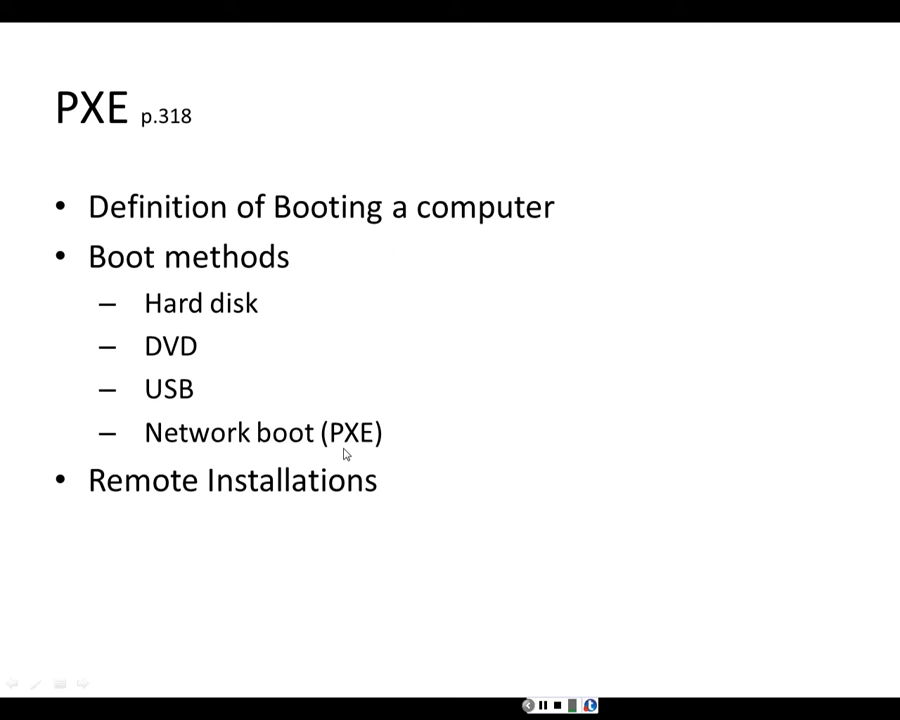 PXE p.318
• Definition of Booting a computer
• Boot methods
– Hard disk
– DVD
– USB
– Network boot (PXE)
• Remote Installations